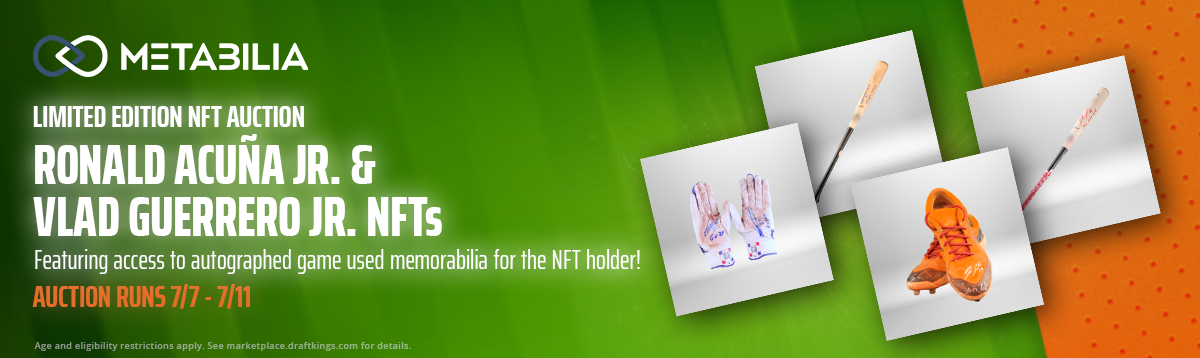 METABILIA
LIMITED EDITION NFT AUCTION
RONALD ACUÑA JR. &
VLAD GUERRERO JR. NFTs
Featuring access to autographed game used memorabilia for the NFT holder!
AUCTION RUNS 7/7 - 7/11
Age and eligibility restrictions apply. See marketplace.draftkings.com for details.